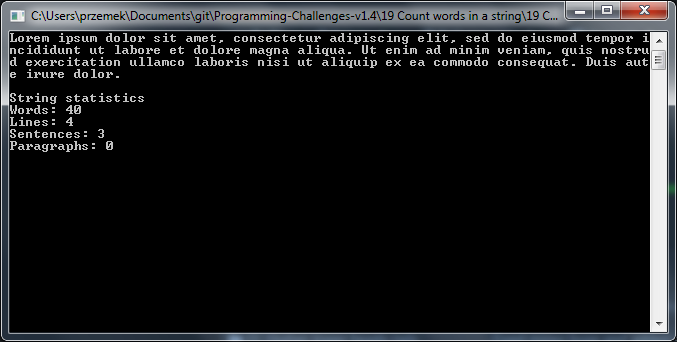 C:\Users\przemek\Documents\git\Programming-Challenges-v1.4\19 Count words in a string\19 C...
Lorem ipsum dolor sit amet, consectetur adipiscing elit, sed do eiusmod tempor i
ncididunt ut labore et dolore magna aliqua. Ut enim ad minim veniam, quis nostru
d exercitation ullamco laboris nisi ut aliquip ex ea commodo consequat. Duis aut
e irure dolor.
String statistics
Words: 40
Lines: 4
Sentences: 3
Paragraphs: 0